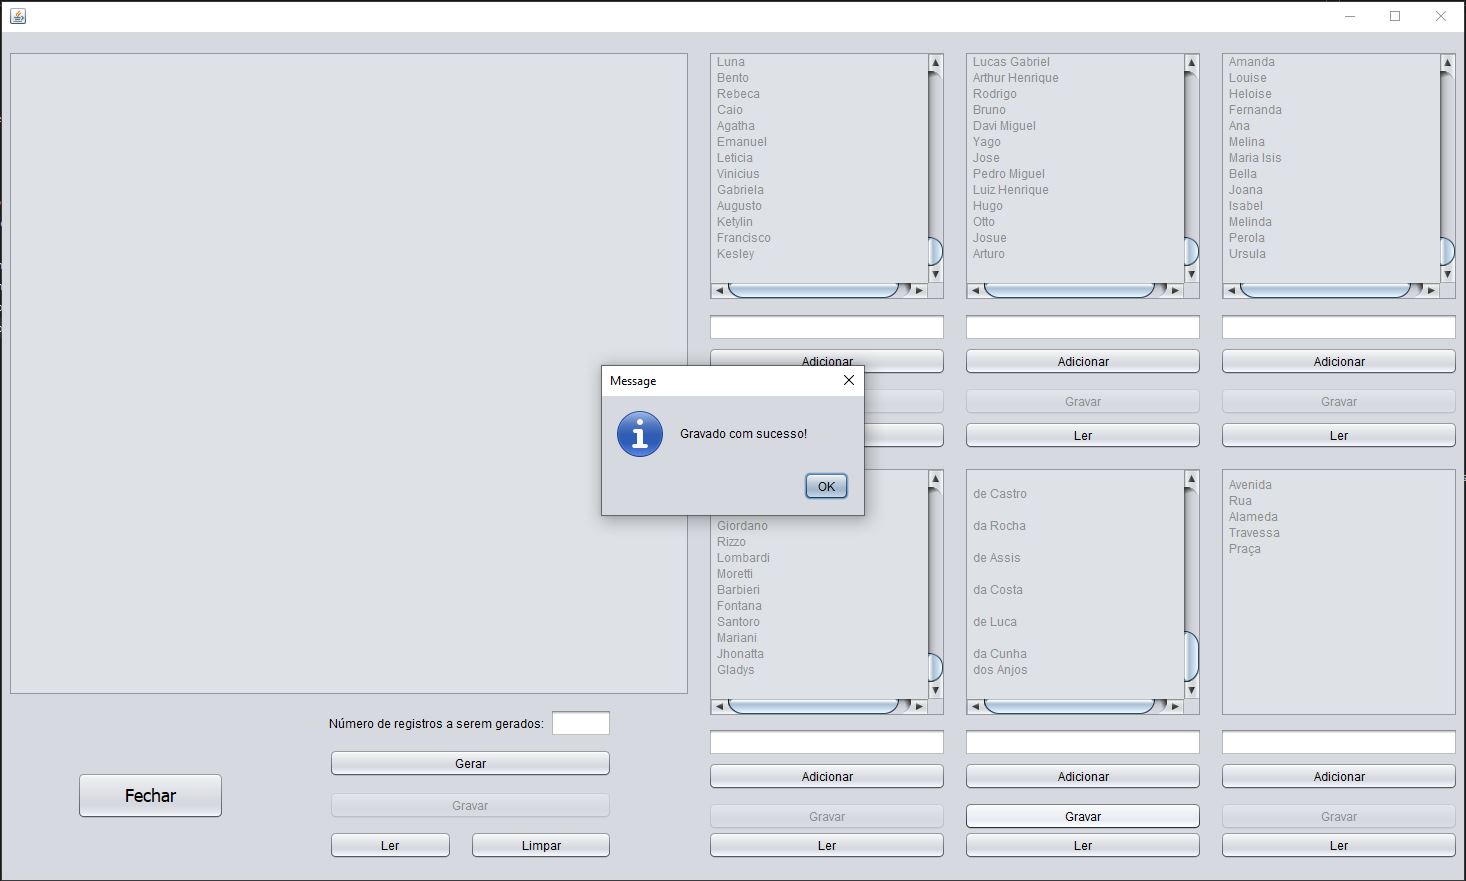 Luna
Bento
Rebeca
Caio
Agatha
Emanuel
Leticia
Vinicius
Gabriela
Augusto
Ketylin
Francisco
Kesley
Lucas Gabriel
Arthur Henrique
Rodrigo
Bruno
Davi Miguel
Yago
Jose
Pedro Miguel
Luiz Henrique
Hugo
Otto
Josue
Arturo
Amanda
Louise
Heloise
Fernanda
Ana
Melina
Maria Isis
Bella
Joana
Isabel
Melinda
Perola
Ursula
Adicionar
Adicionar
Adicionar
Gravar
Gravar
Ler
Ler
Message
Gravado com sucesso!
OK
Giordano
Rizzo
Lombardi
Moretti
Barbieri
Fontana
Santoro
Mariani
Jhonatta
Gladys
de Castro
da Rocha
de Assis
da Costa
de Luca
da Cunha
dos Anjos
Avenida
Rua
Alameda
Travessa
Praça
Número de registros a serem gerados:
Gerar
Gravar
Ler
Limpar
Fechar
Adicionar
Adicionar
Adicionar
Gravar
Gravar
Gravar
Ler
Ler
Ler